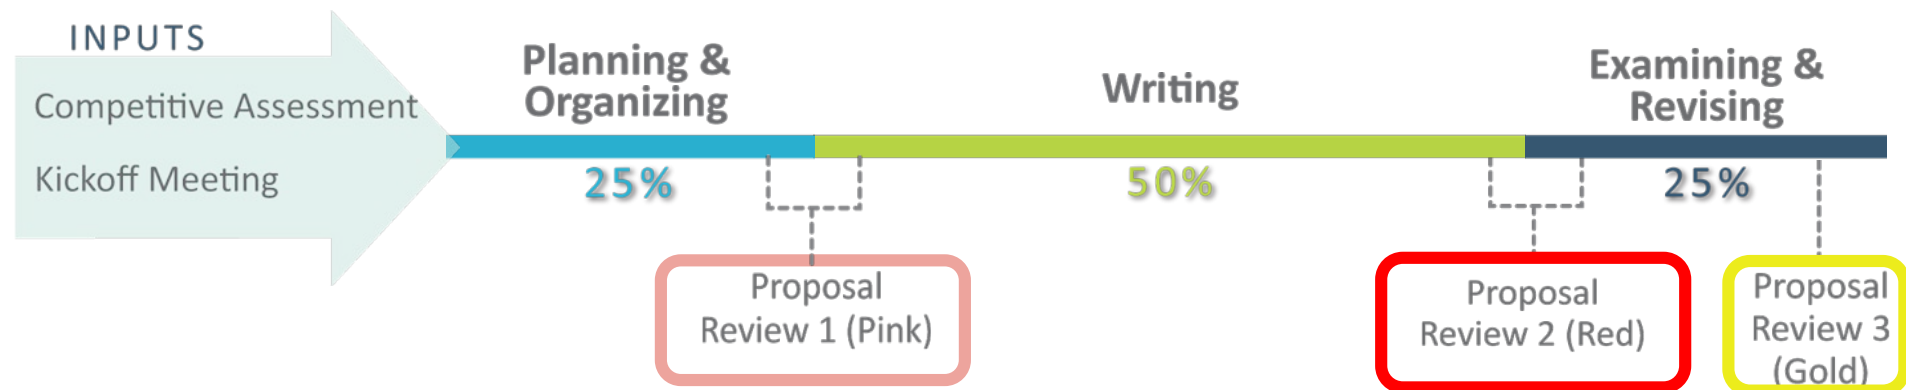 INPUTS
Competitive Assessment
Kickoff Meeting
Planning &
Organizing
25%
Writing
50%
Examining &
Revising
25%
Proposal
Review 1 (Pink)
Proposal
Review 2 (Red)
Proposal
Review 3
(Gold)